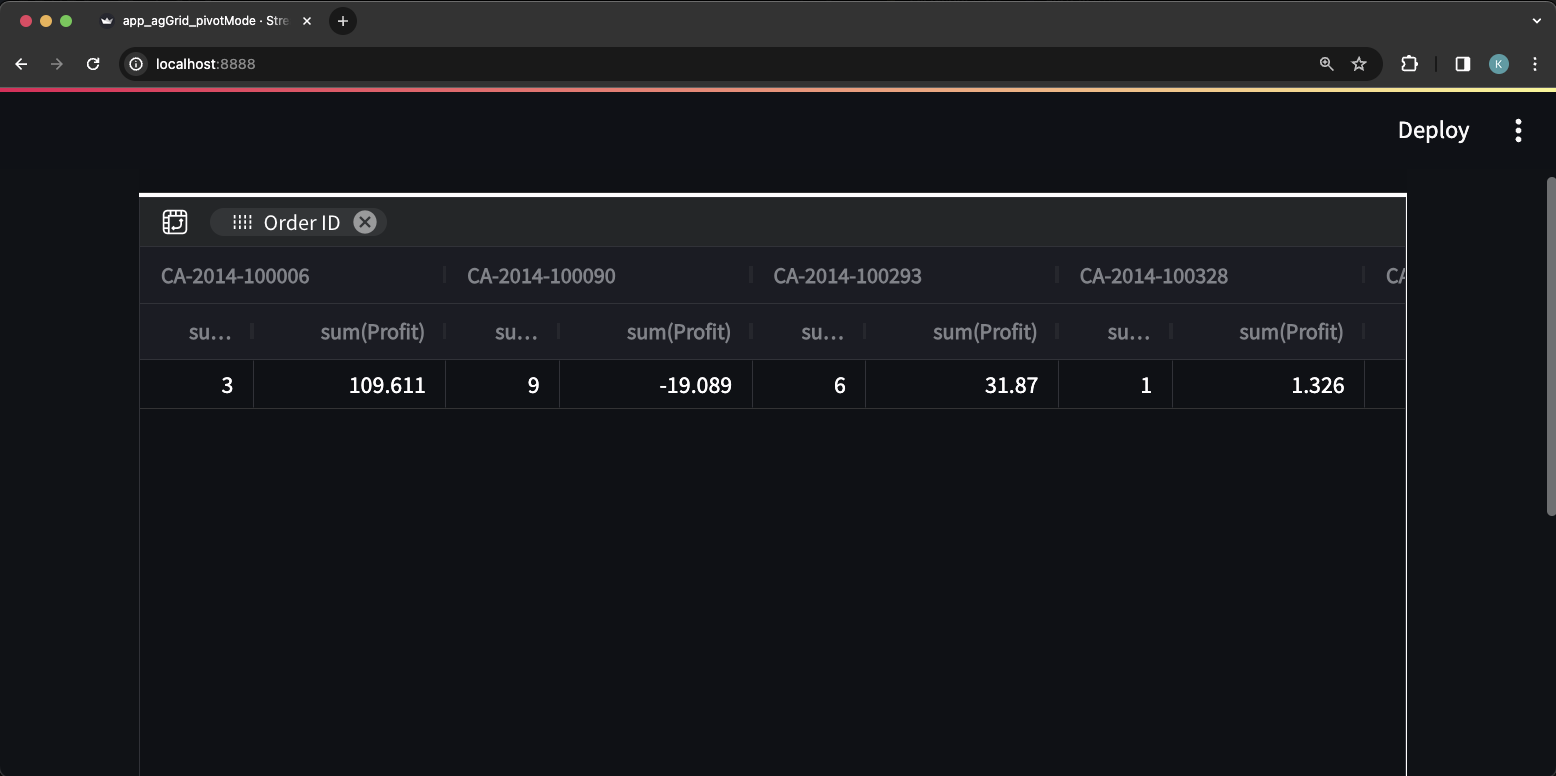 app_agGrid_pivotMode · Stre
localhost:8888
Deploy
Order ID
CA-2014-100006 CA-2014-100090 CA-2014-100293 CA-2014-100328 CA
su... sum(Profit) su... sum(Profit) su... sum(Profit) su... sum(Profit)
3 109.611 9 -19.089 6 31.87 1 1.326
K